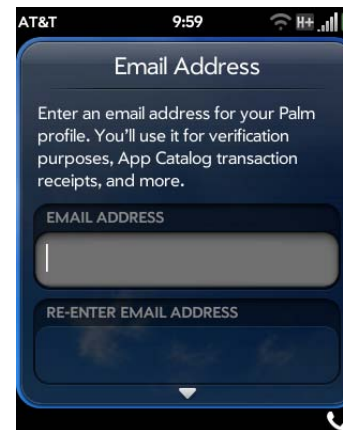 AT&T 9:59 H+
Email Address
Enter an email address for your Palm
profile. You'll use it for verification
purposes, App Catalog transaction
receipts, and more.
EMAIL ADDRESS
RE-ENTER EMAIL ADDRESS